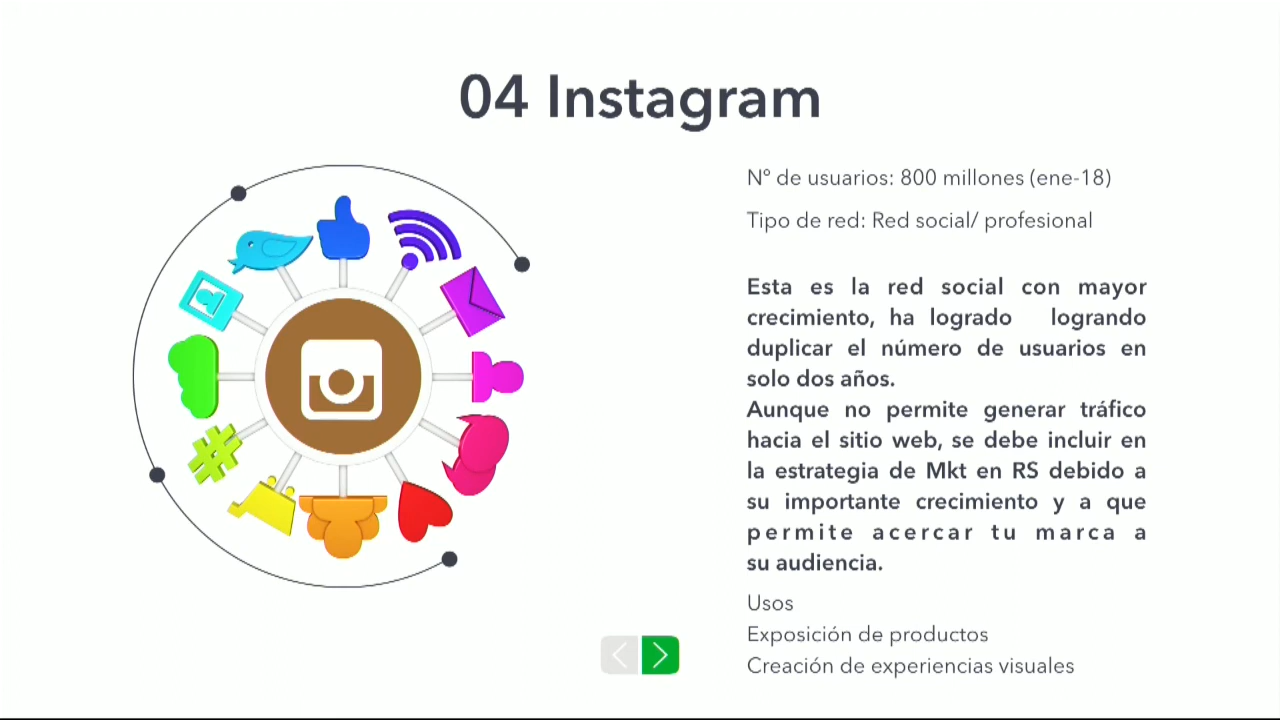 04 Instagram
Nº de usuarios: 800 millones (ene-18)
Tipo de red: Red social/ profesional
Esta es la red social con mayor
crecimiento, ha logrado logrando
duplicar el número de usuarios en
solo dos años.
Aunque no permite generar tráfico
hacia el sitio web, se debe incluir en
la estrategia de Mkt en RS debido a
su importante crecimiento y a que
permite acercar tu marca a
su audiencia.
Usos
Exposición de productos
Creación de experiencias visuales